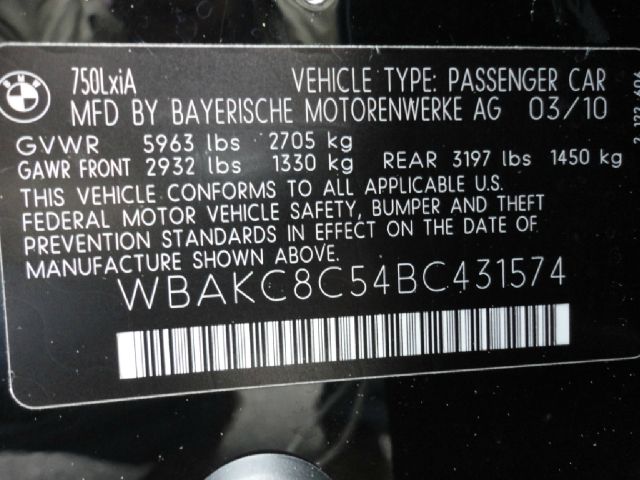 BMW
750LxiA VEHICLE TYPE: PASSENGER CAR
MFD BY BAYERISCHE MOTORENWERKE AG 03/10
GVWR 5963 lbs 2705 kg
GAWR FRONT 2932 lbs 1330 kg REAR 3197 lbs 1450 kg
THIS VEHICLE CONFORMS TO ALL APPLICABLE U.S.
FEDERAL MOTOR VEHICLE SAFETY, BUMPER AND THEFT
PREVENTION STANDARDS IN EFFECT ON THE DATE OF
MANUFACTURE SHOWN ABOVE.
WBAKC8C54BC431574